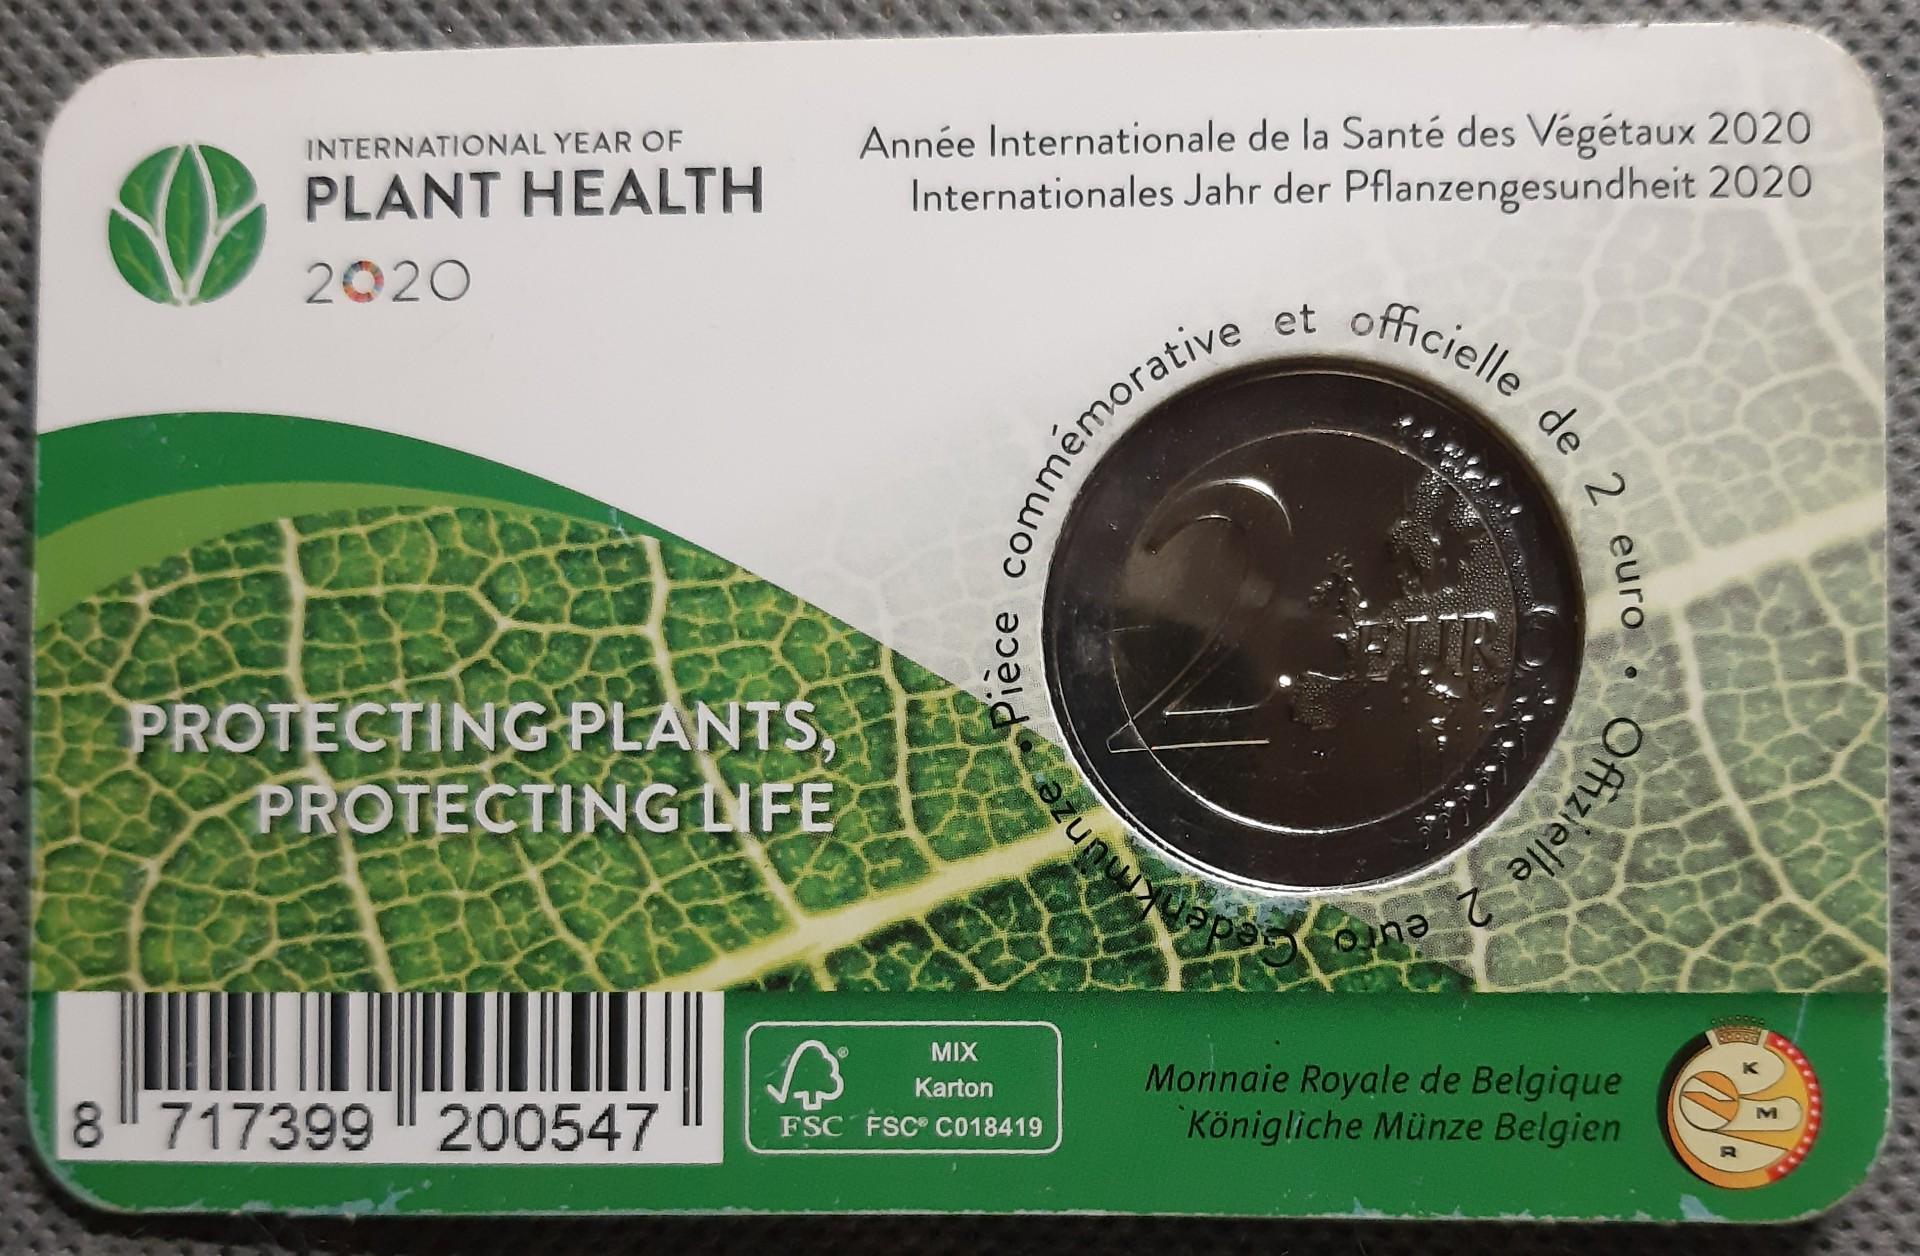 INTERNATIONAL YEAR OF
PLANT HEALTH
2020
Année Internationale de la Santé des Végétaux 2020
Internationales Jahr der Pflanzengesundheit 2020
Pièce commémorative et officielle de 2 euro • Offizielle 2 euro Gedenkmünze •
2 EUR
PROTECTING PLANTS,
PROTECTING LIFE
8 717399 200547
FSC®
MIX
Karton
FSC® C018419
Monnaie Royale de Belgique
Königliche Münze Belgien
K
M
R